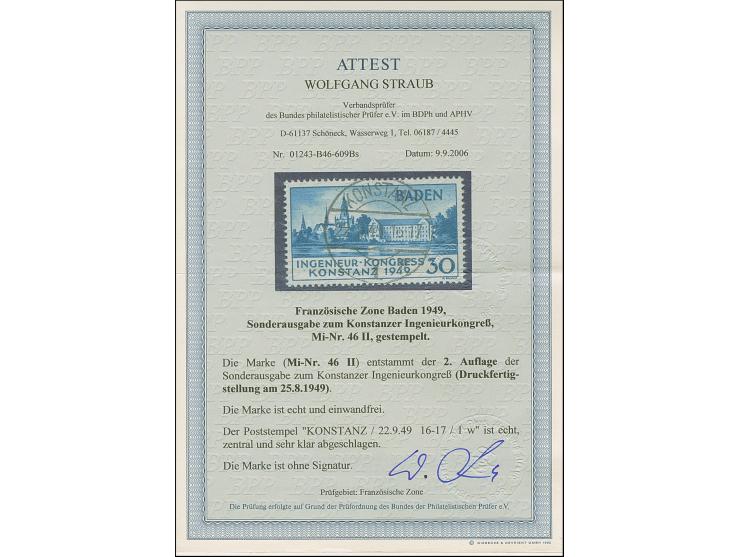 ATTEST
WOLFGANG STRAUB
Verbandsprüfer
des Bundes philatelistischer Prüfer e.V. im BDPh und APHV
D-61137 Schöneck, Wasserweg 1, Tel. 06187 / 4445
Nr. 01243-B46-609Bs Datum: 9.9.2006
KONSTANZ
BADEN
INGENIEUR-KONGRESS
KONSTANZ 1949 30
Französische Zone Baden 1949,
Sonderausgabe zum Konstanzer Ingenieurkongreß,
Mi-Nr. 46 II, gestempelt.
Die Marke (Mi-Nr. 46 II) entstammt der 2. Auflage der
Sonderausgabe zum Konstanzer Ingenieurkongreß (Druckfertig-
stellung am 25.8.1949).
Die Marke ist echt und einwandfrei.
Der Poststempel "KONSTANZ / 22.9.49 16-17 / 1 w" ist echt,
zentral und sehr klar abgeschlagen.
Die Marke ist ohne Signatur.
Prüfgebiet: Französische Zone
Die Prüfung erfolgte auf Grund der Prüfordnung des Bundes der Philatelistischen Prüfer e.V.